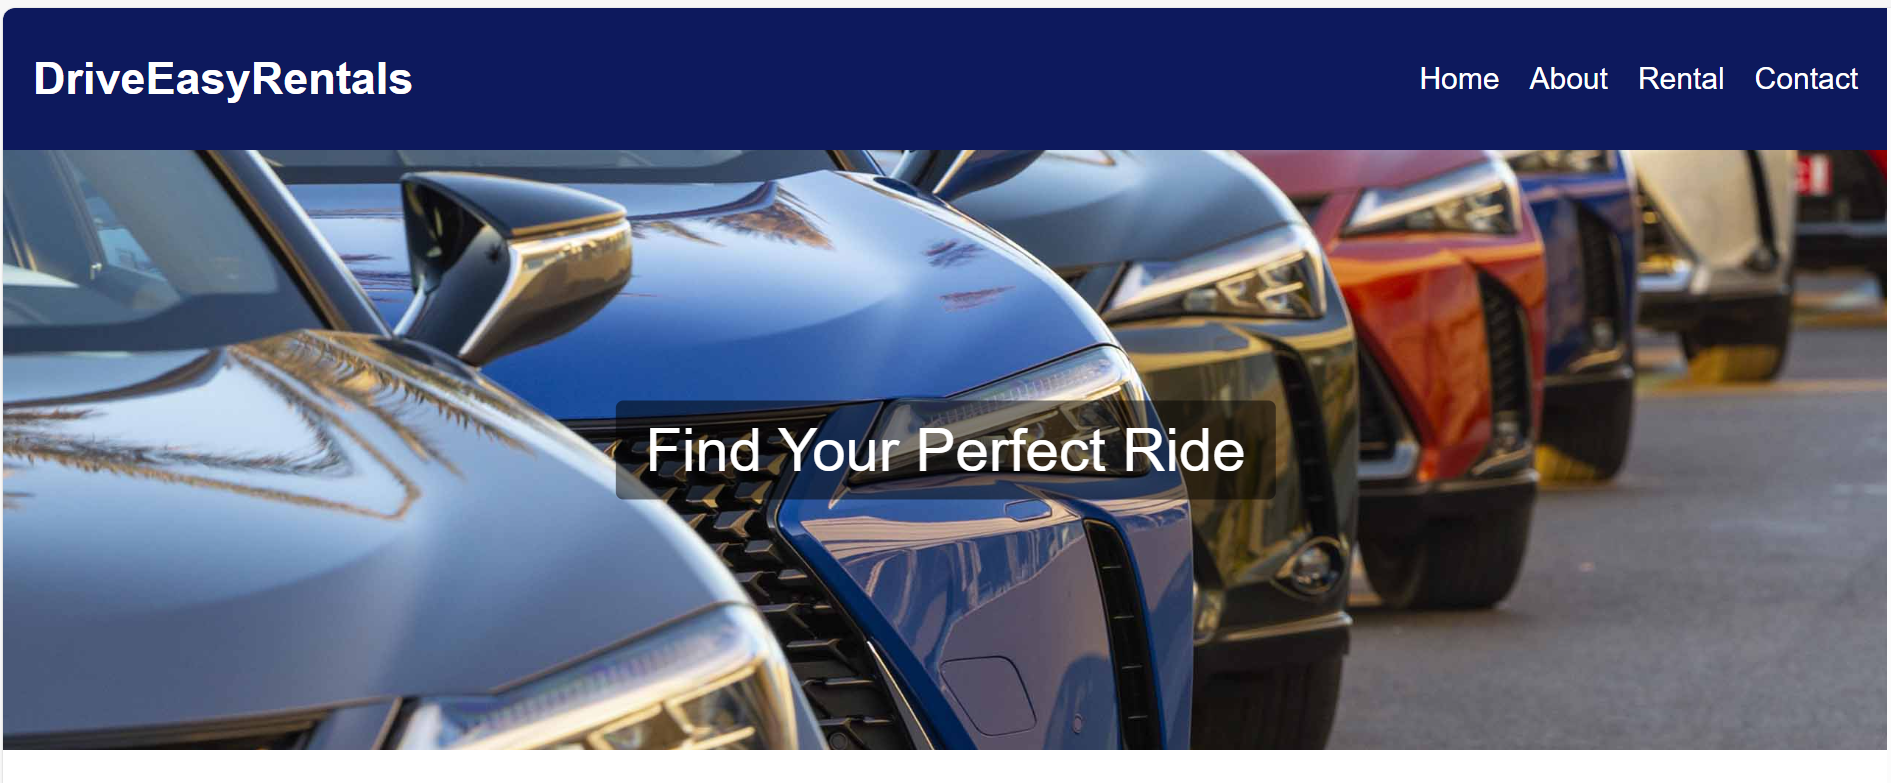 DriveEasyRentals
Home About Rental Contact
Find Your Perfect Ride